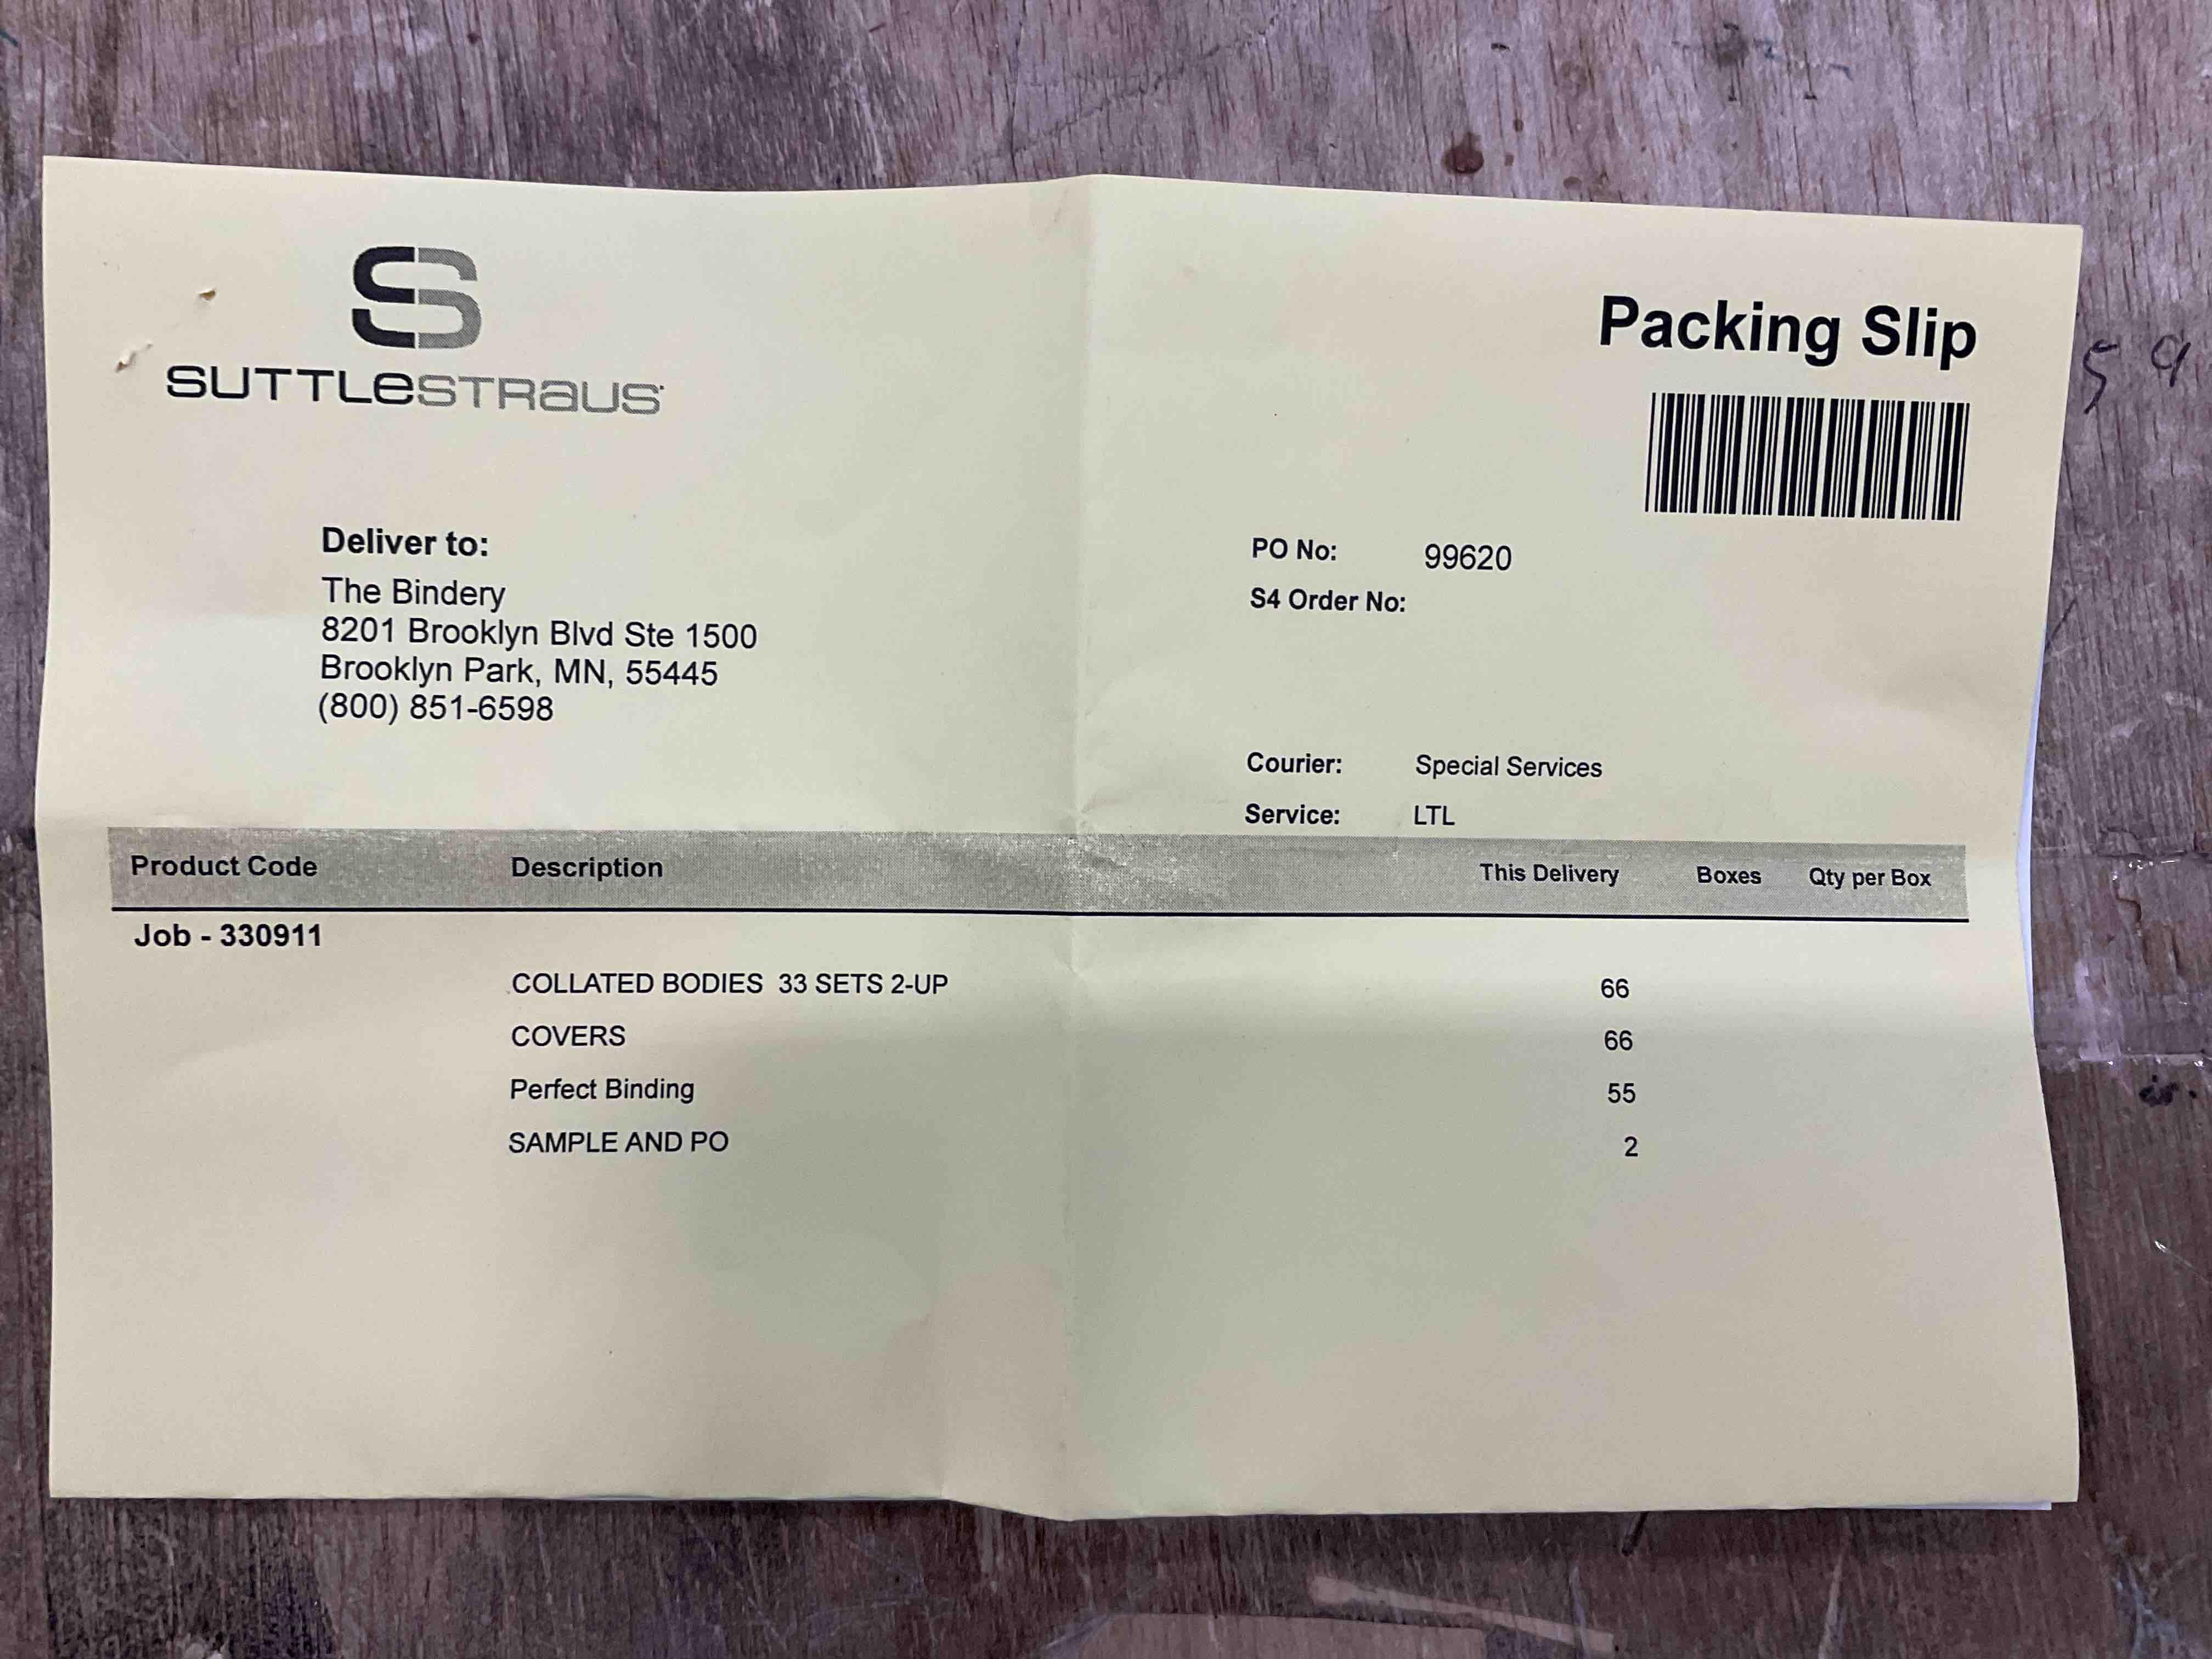 SUTTLESTRAUS
Packing Slip
Deliver to:
The Bindery
8201 Brooklyn Blvd Ste 1500
Brooklyn Park, MN, 55445
(800) 851-6598
PO No: 99620
S4 Order No:
Courier: Special Services
Service: LTL
Product Code Description This Delivery Boxes Qty per Box
Job - 330911
COLLATED BODIES 33 SETS 2-UP 66
COVERS 66
Perfect Binding 55
SAMPLE AND PO 2
59